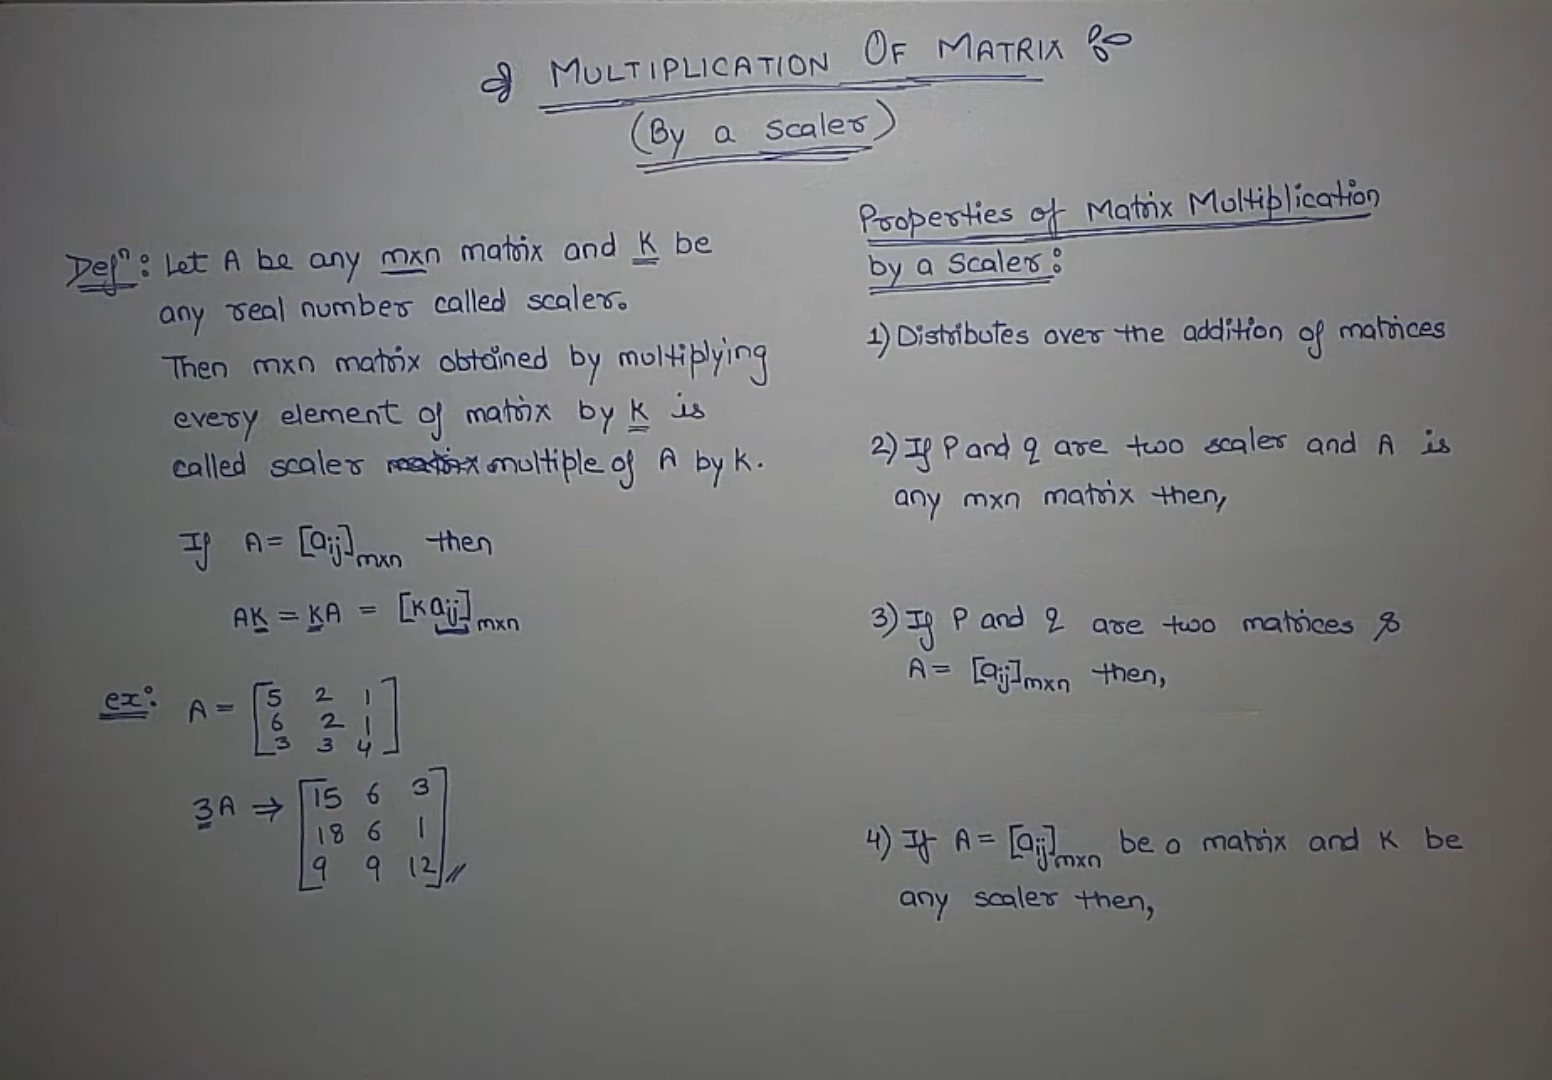 MULTIPLICATION OF MATRIX
(By a scaler)
Defⁿ: Let A be any mxn matrix and K be
any real number called scaler.
Then mxn matrix obtained by multiplying
every element of matrix by K is
called scaler matrix multiple of A by K.
If A = [aij]mxn then
AK = KA = [Kaij]mxn
ex: A = [5 2 1
6 2 1
3 3 4]
3A ⇒ [15 6 3
18 6 1
9 9 12]//
Properties of Matrix Multiplication
by a Scaler:
1) Distributes over the addition of matrices
2) If P and q are two scaler and A is
any mxn matrix then,
3) If P and q are two matrices &
A = [aij]mxn then,
4) If A = [aij]mxn be a matrix and K be
any scaler then,